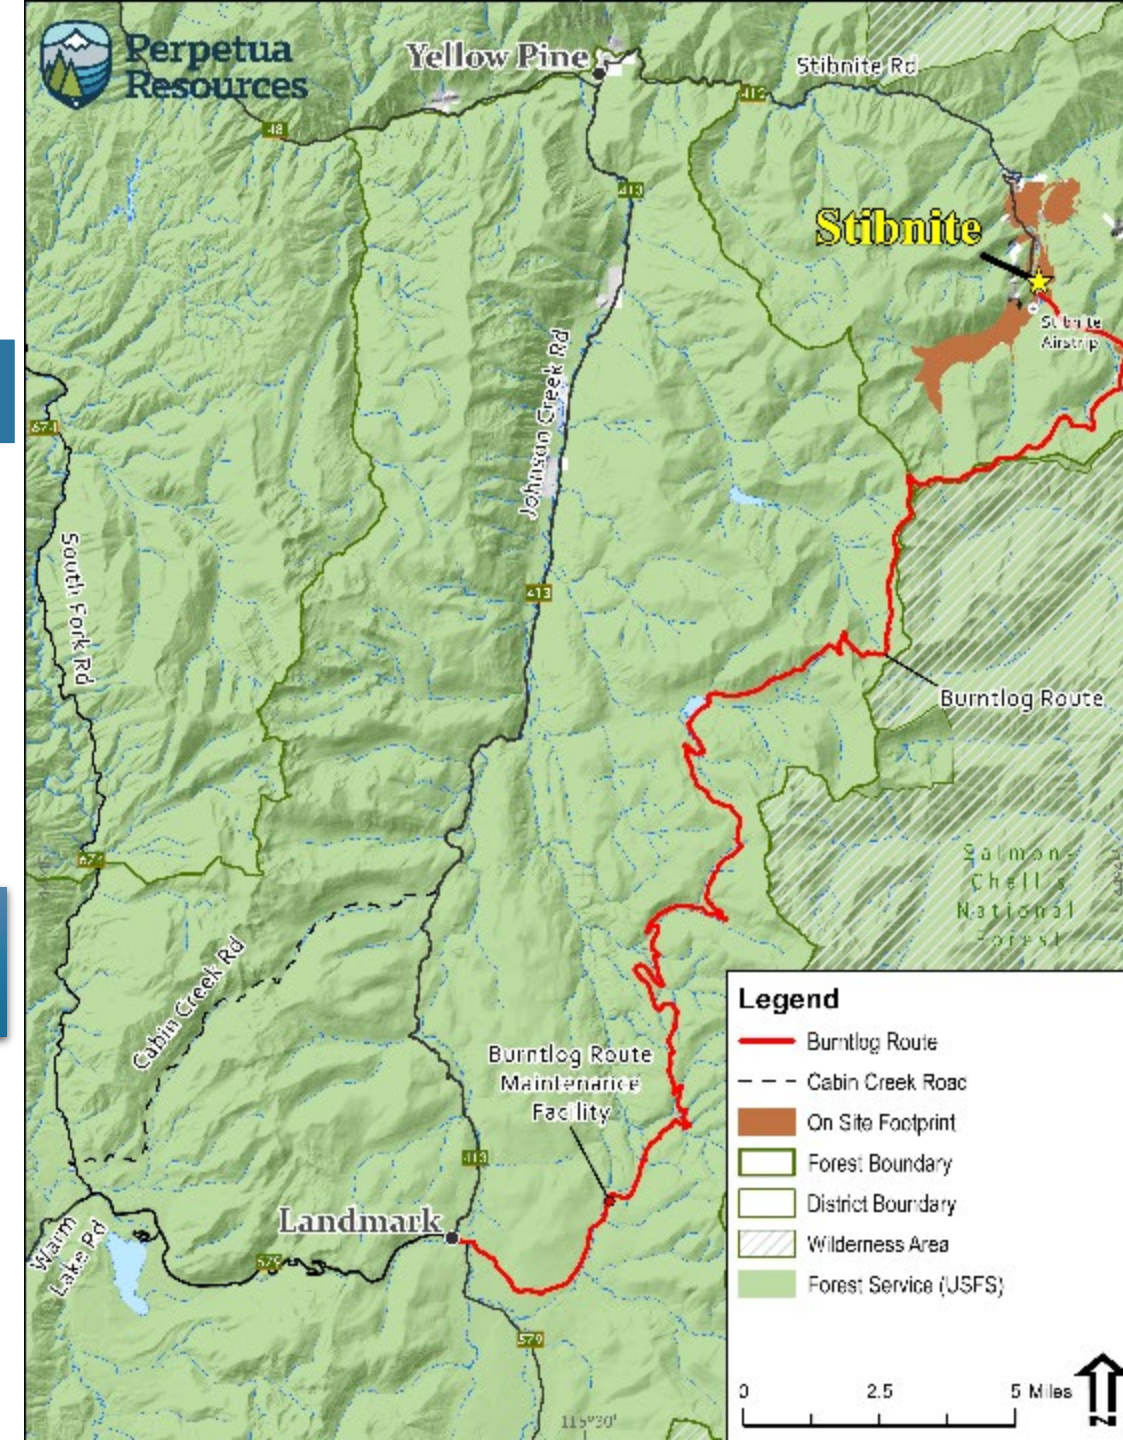 Perpetua
Resources
Yellow Pine
Stibnite Rd
412
48
413
Stibnite
Stibnite
Airstrip
Johnson Creek Rd
674
South Fork Rd
413
Burntlog Route
674
Salmon-
Challis
National
Forest
Cabin Creek Rd
Burntlog Route
Maintenance
Facility
413
Landmark
Warm
Lake Rd
579
579
115°30'
Legend
Burntlog Route
Cabin Creek Road
On Site Footprint
Forest Boundary
District Boundary
Wilderness Area
Forest Service (USFS)
0 2.5 5 Miles
N